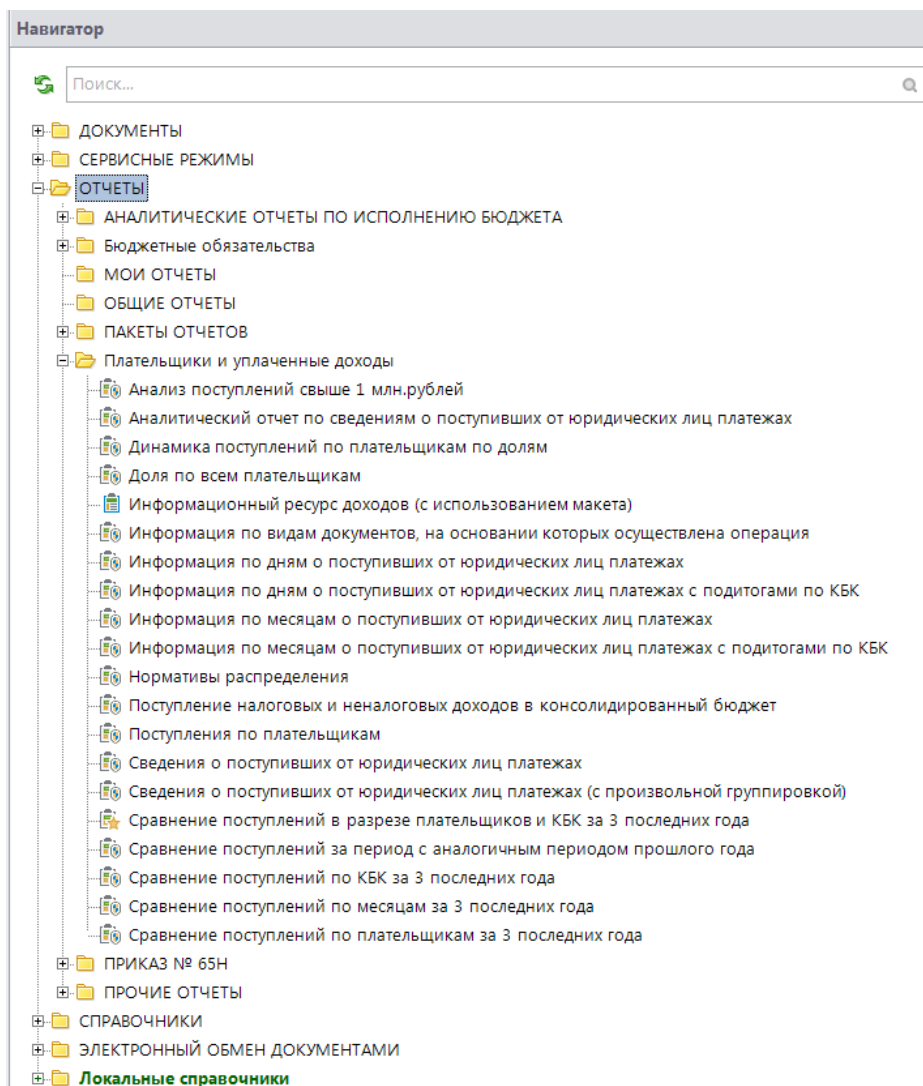 Навигатор
Поиск...
ДОКУМЕНТЫ
СЕРВИСНЫЕ РЕЖИМЫ
ОТЧЕТЫ
АНАЛИТИЧЕСКИЕ ОТЧЕТЫ ПО ИСПОЛНЕНИЮ БЮДЖЕТА
Бюджетные обязательства
МОИ ОТЧЕТЫ
ОБЩИЕ ОТЧЕТЫ
ПАКЕТЫ ОТЧЕТОВ
Плательщики и уплаченные доходы
Анализ поступлений свыше 1 млн.рублей
Аналитический отчет по сведениям о поступивших от юридических лиц платежах
Динамика поступлений по плательщикам по долям
Доля по всем плательщикам
Информационный ресурс доходов (с использованием макета)
Информация по видам документов, на основании которых осуществлена операция
Информация по дням о поступивших от юридических лиц платежах
Информация по дням о поступивших от юридических лиц платежах с подитогами по КБК
Информация по месяцам о поступивших от юридических лиц платежах
Информация по месяцам о поступивших от юридических лиц платежах с подитогами по КБК
Нормативы распределения
Поступление налоговых и неналоговых доходов в консолидированный бюджет
Поступления по плательщикам
Сведения о поступивших от юридических лиц платежах
Сведения о поступивших от юридических лиц платежах (с произвольной группировкой)
Сравнение поступлений в разрезе плательщиков и КБК за 3 последних года
Сравнение поступлений за период с аналогичным периодом прошлого года
Сравнение поступлений по КБК за 3 последних года
Сравнение поступлений по месяцам за 3 последних года
Сравнение поступлений по плательщикам за 3 последних года
ПРИКАЗ № 65Н
ПРОЧИЕ ОТЧЕТЫ
СПРАВОЧНИКИ
ЭЛЕКТРОННЫЙ ОБМЕН ДОКУМЕНТАМИ
Локальные справочники